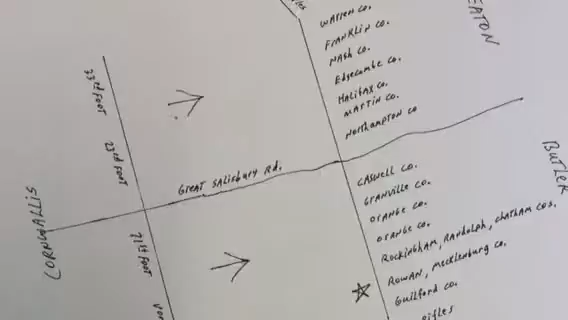 WARREN CO.
FRANKLIN CO.
NASH CO.
EDGECOMBE CO.
HALIFAX CO.
MARTIN CO.
NORTHAMPTON CO
EATON
33rd FOOT
23rd FOOT
GREAT SALISBURY Rd.
CORNWALLIS
71st FOOT
BUTLER
CASWELL CO.
GRANVILLE CO.
ORANGE CO.
ORANGE CO.
ROCKINGHAM, RANDOLPH, CHATHAM COS.
ROWAN, MECKLENBURG CO.
GUILFORD CO.